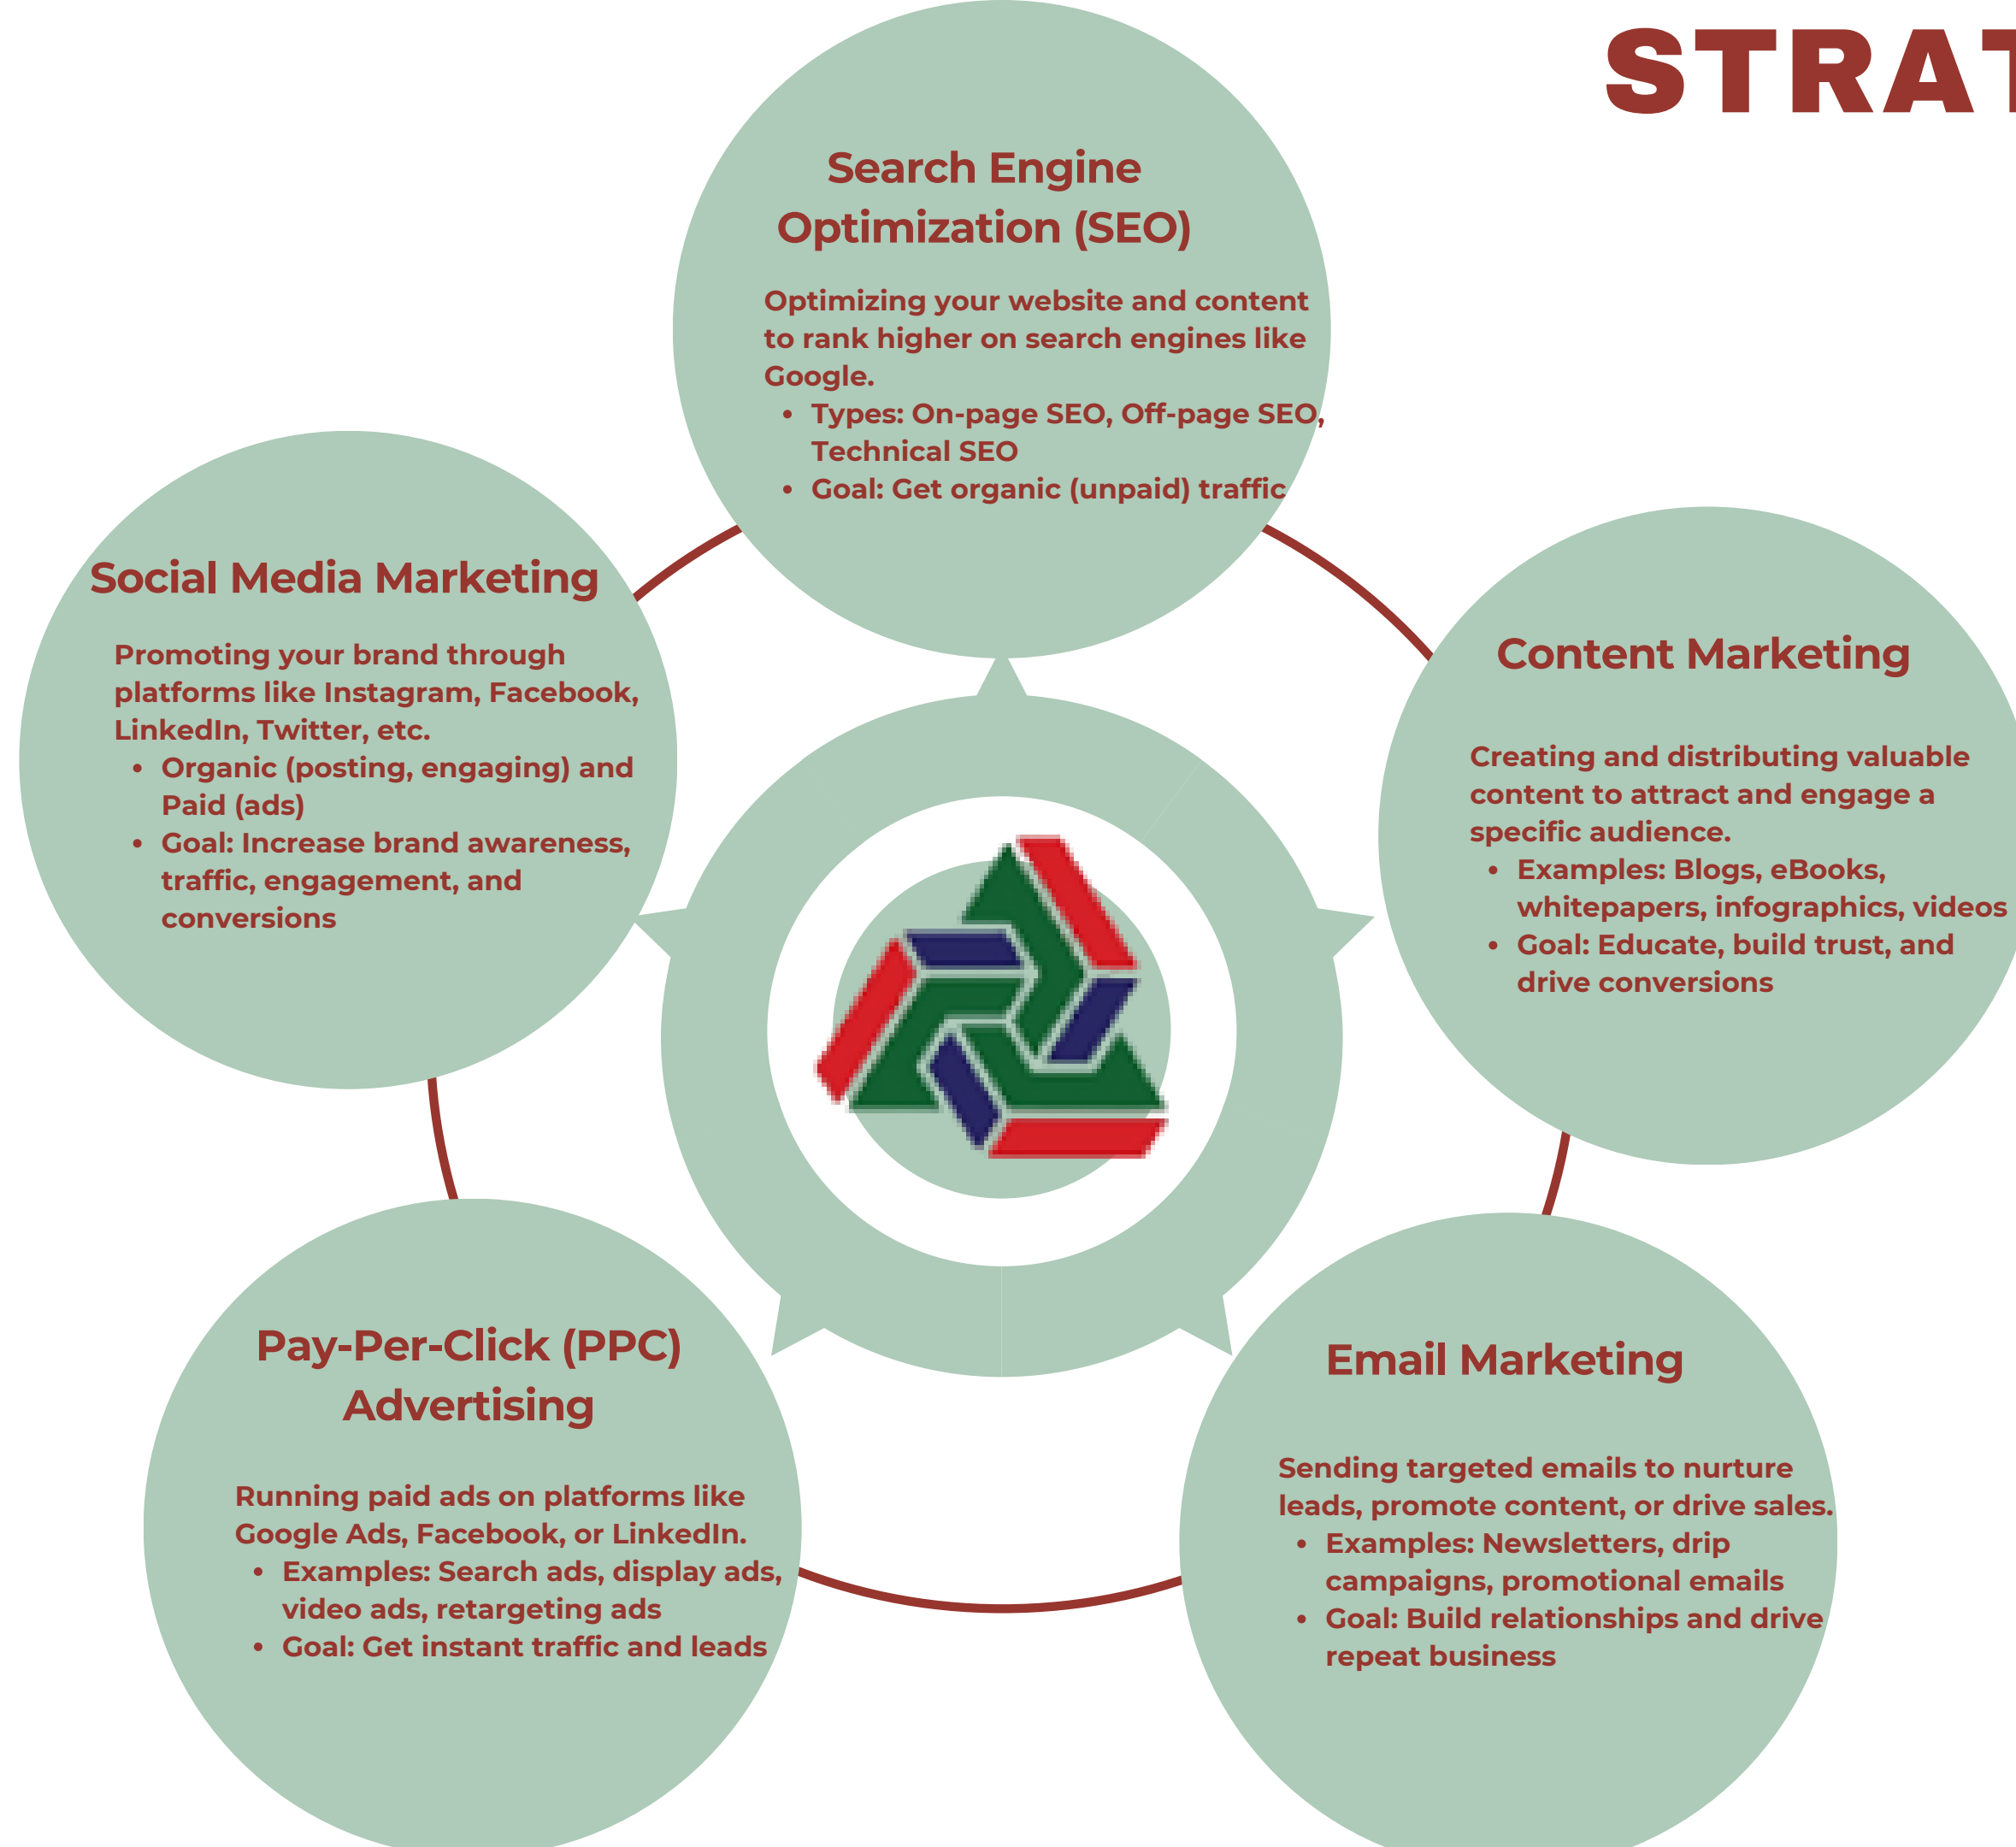 STRAT
Search Engine
Optimization (SEO)
Optimizing your website and content
to rank higher on search engines like
Google.
• Types: On-page SEO, Off-page SEO,
Technical SEO
• Goal: Get organic (unpaid) traffic
Social Media Marketing
Promoting your brand through
platforms like Instagram, Facebook,
LinkedIn, Twitter, etc.
• Organic (posting, engaging) and
Paid (ads)
• Goal: Increase brand awareness,
traffic, engagement, and
conversions
Content Marketing
Creating and distributing valuable
content to attract and engage a
specific audience.
• Examples: Blogs, eBooks,
whitepapers, infographics, videos
• Goal: Educate, build trust, and
drive conversions
Pay-Per-Click (PPC)
Advertising
Running paid ads on platforms like
Google Ads, Facebook, or LinkedIn.
• Examples: Search ads, display ads,
video ads, retargeting ads
• Goal: Get instant traffic and leads
Email Marketing
Sending targeted emails to nurture
leads, promote content, or drive sales.
• Examples: Newsletters, drip
campaigns, promotional emails
• Goal: Build relationships and drive
repeat business